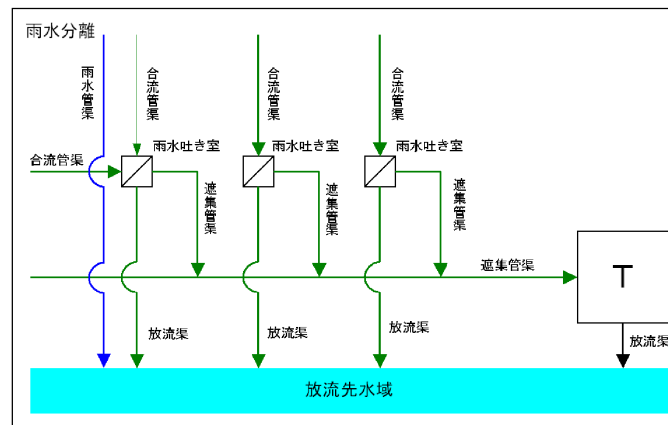 雨水分離
雨水管渠
合流管渠
合流管渠
合流管渠
雨水吐き室
雨水吐き室
雨水吐き室
合流管渠
遮集管渠
遮集管渠
遮集管渠
遮集管渠
T
放流渠
放流渠
放流渠
放流渠
放流先水域